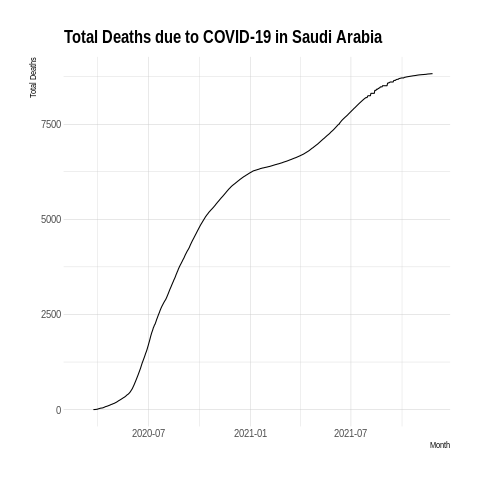 Total Deaths due to COVID-19 in Saudi Arabia
Total Deaths
7500
5000
2500
0
2020-07
2021-01
2021-07
Month